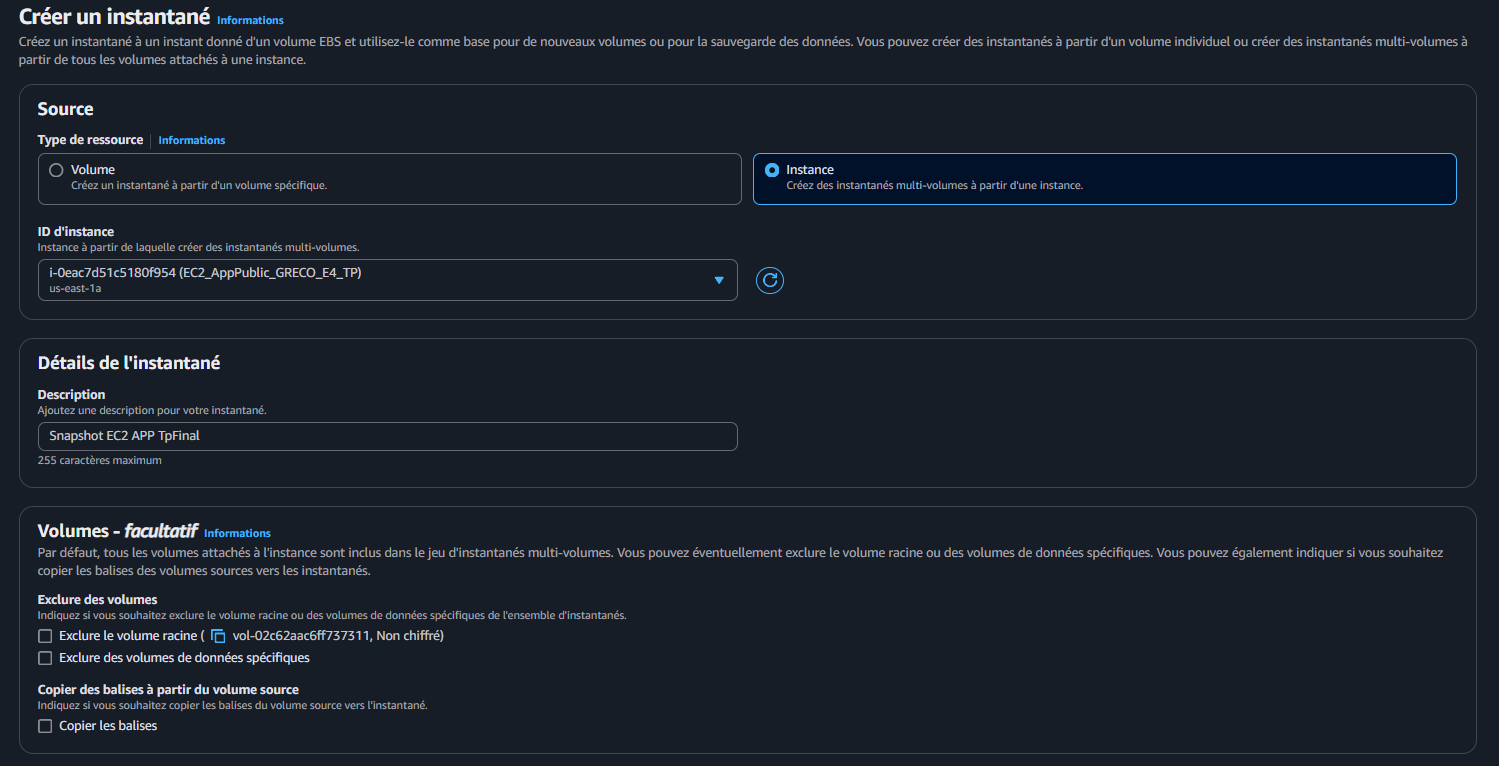 Créer un instantané Informations
Créez un instantané à un instant donné d'un volume EBS et utilisez-le comme base pour de nouveaux volumes ou pour la sauvegarde des données. Vous pouvez créer des instantanés à partir d'un volume individuel ou créer des instantanés multi-volumes à
partir de tous les volumes attachés à une instance.
Source
Type de ressource Informations
Volume
Créez un instantané à partir d'un volume spécifique.
Instance
Créez des instantanés multi-volumes à partir d'une instance.
ID d'instance
Instance à partir de laquelle créer des instantanés multi-volumes.
i-0eac7d51c5180f954 (EC2_AppPublic_GRECO_E4_TP)
us-east-1a
Détails de l'instantané
Description
Ajoutez une description pour votre instantané.
Snapshot EC2 APP TpFinal
255 caractères maximum
Volumes - facultatif Informations
Par défaut, tous les volumes attachés à l'instance sont inclus dans le jeu d'instantanés multi-volumes. Vous pouvez éventuellement exclure le volume racine ou des volumes de données spécifiques. Vous pouvez également indiquer si vous souhaitez
copier les balises des volumes sources vers les instantanés.
Exclure des volumes
Indiquez si vous souhaitez exclure le volume racine ou des volumes de données spécifiques de l'ensemble d'instantanés.
Exclure le volume racine ( vol-02c62aac6ff737311, Non chiffré)
Exclure des volumes de données spécifiques
Copier des balises à partir du volume source
Indiquez si vous souhaitez copier les balises du volume source vers l'instantané.
Copier les balises